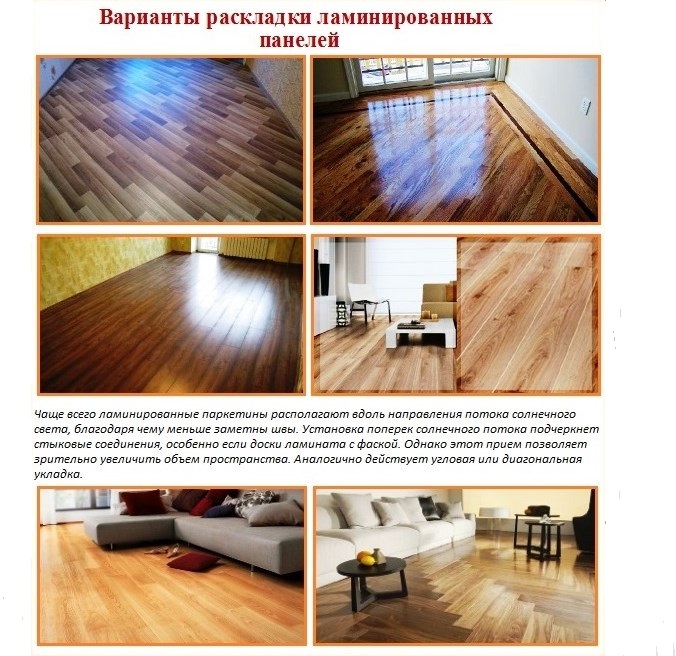 Варианты раскладки ламинированных
панелей
Чаще всего ламинированные паркетины располагают вдоль направления потока солнечного
света, благодаря чему меньше заметны швы. Установка поперек солнечного потока подчеркнет
стыковые соединения, особенно если доски ламината с фаской. Однако этот прием позволяет
зрительно увеличить объем пространства. Аналогично действует угловая или диагональная
укладка.